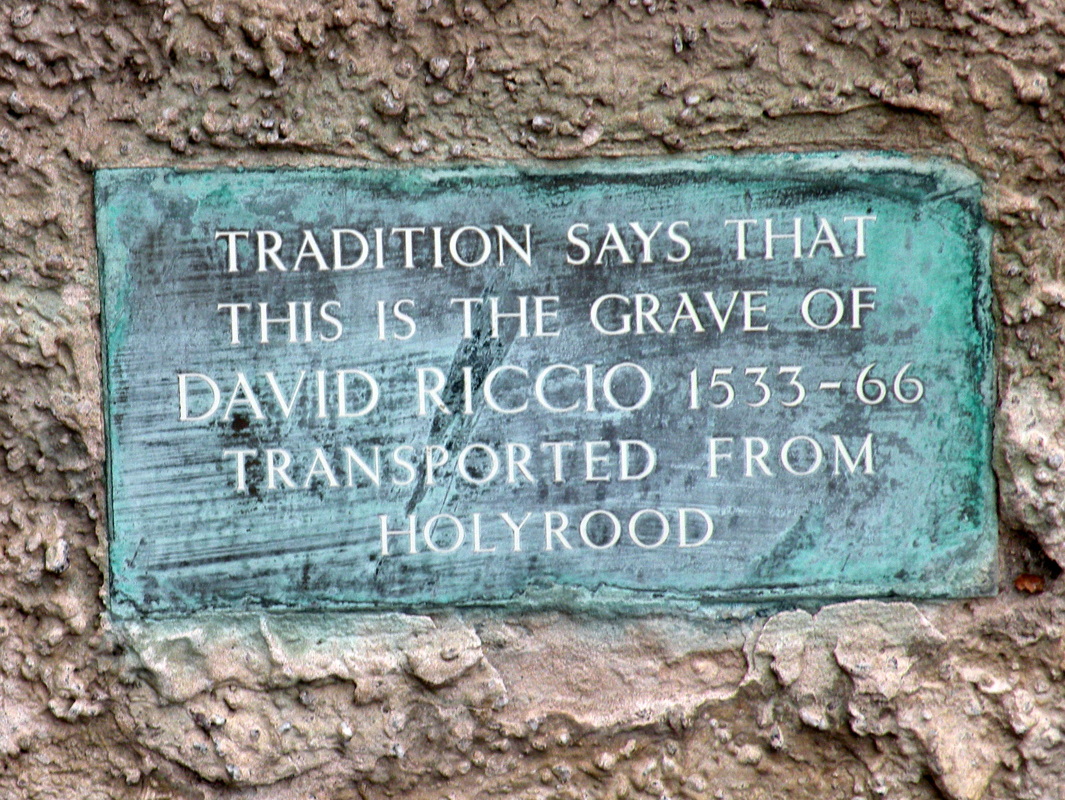 TRADITION SAYS THAT
THIS IS THE GRAVE OF
DAVID RICCIO 1533-66
TRANSPORTED FROM
HOLYROOD